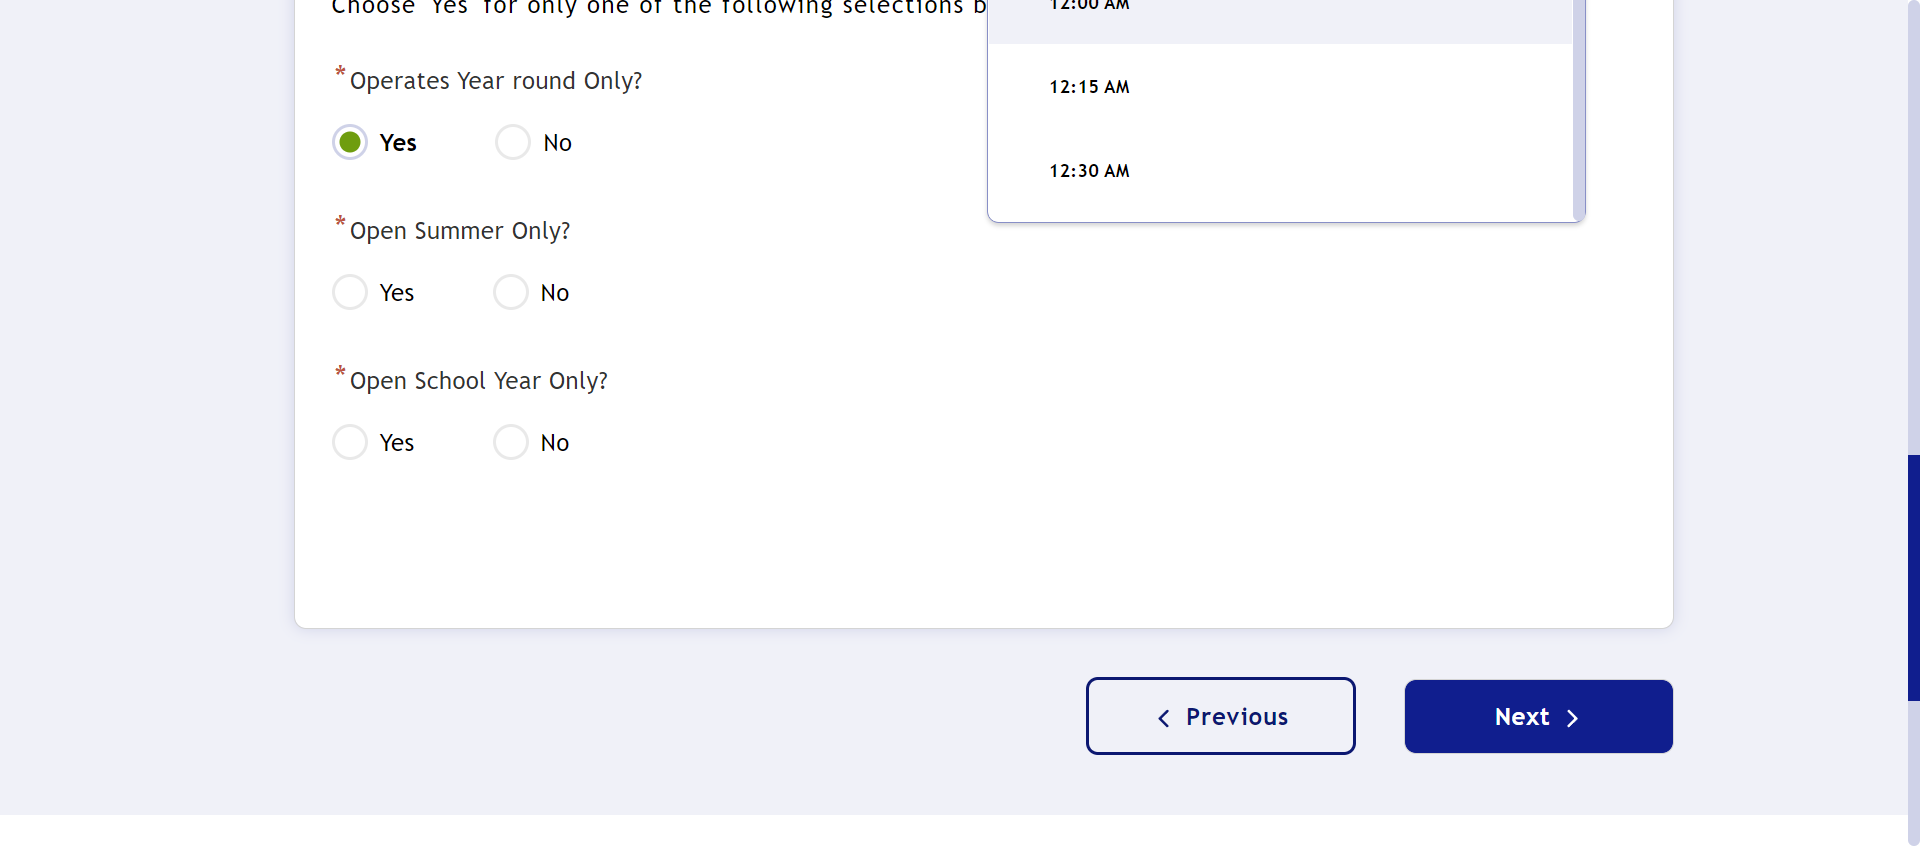 Choose "Yes" for only one of the following selections b
12:00 AM
*Operates Year round Only?
12:15 AM
Yes No
12:30 AM
*Open Summer Only?
Yes No
*Open School Year Only?
Yes No
Previous Next